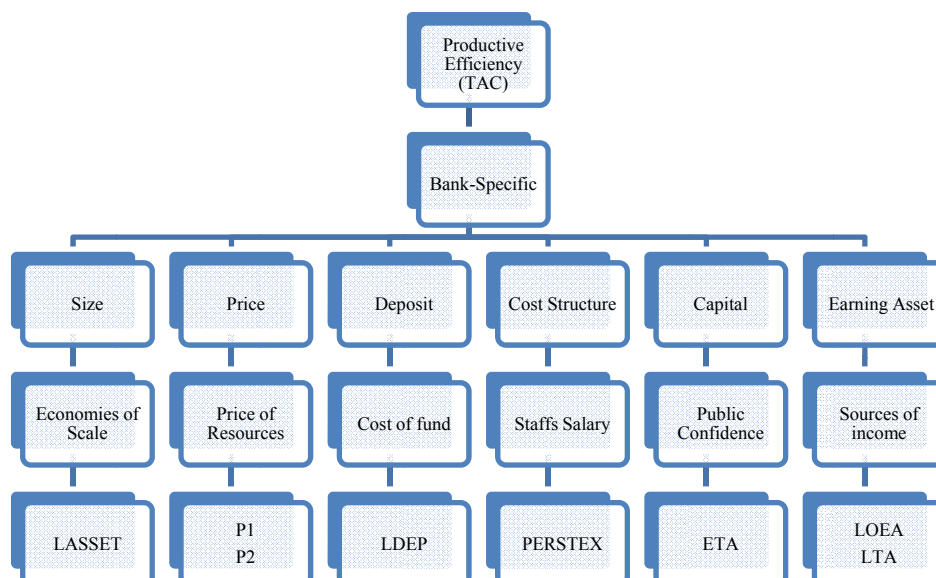 Productive
Efficiency
(TAC)
Bank-Specific
Size
Price
Deposit
Cost Structure
Capital
Earning Asset
Economies of
Scale
Price of
Resources
Cost of fund
Staffs Salary
Public
Confidence
Sources of
income
LASSET
P1
P2
LDEP
PERSTEX
ETA
LOEA
LTA